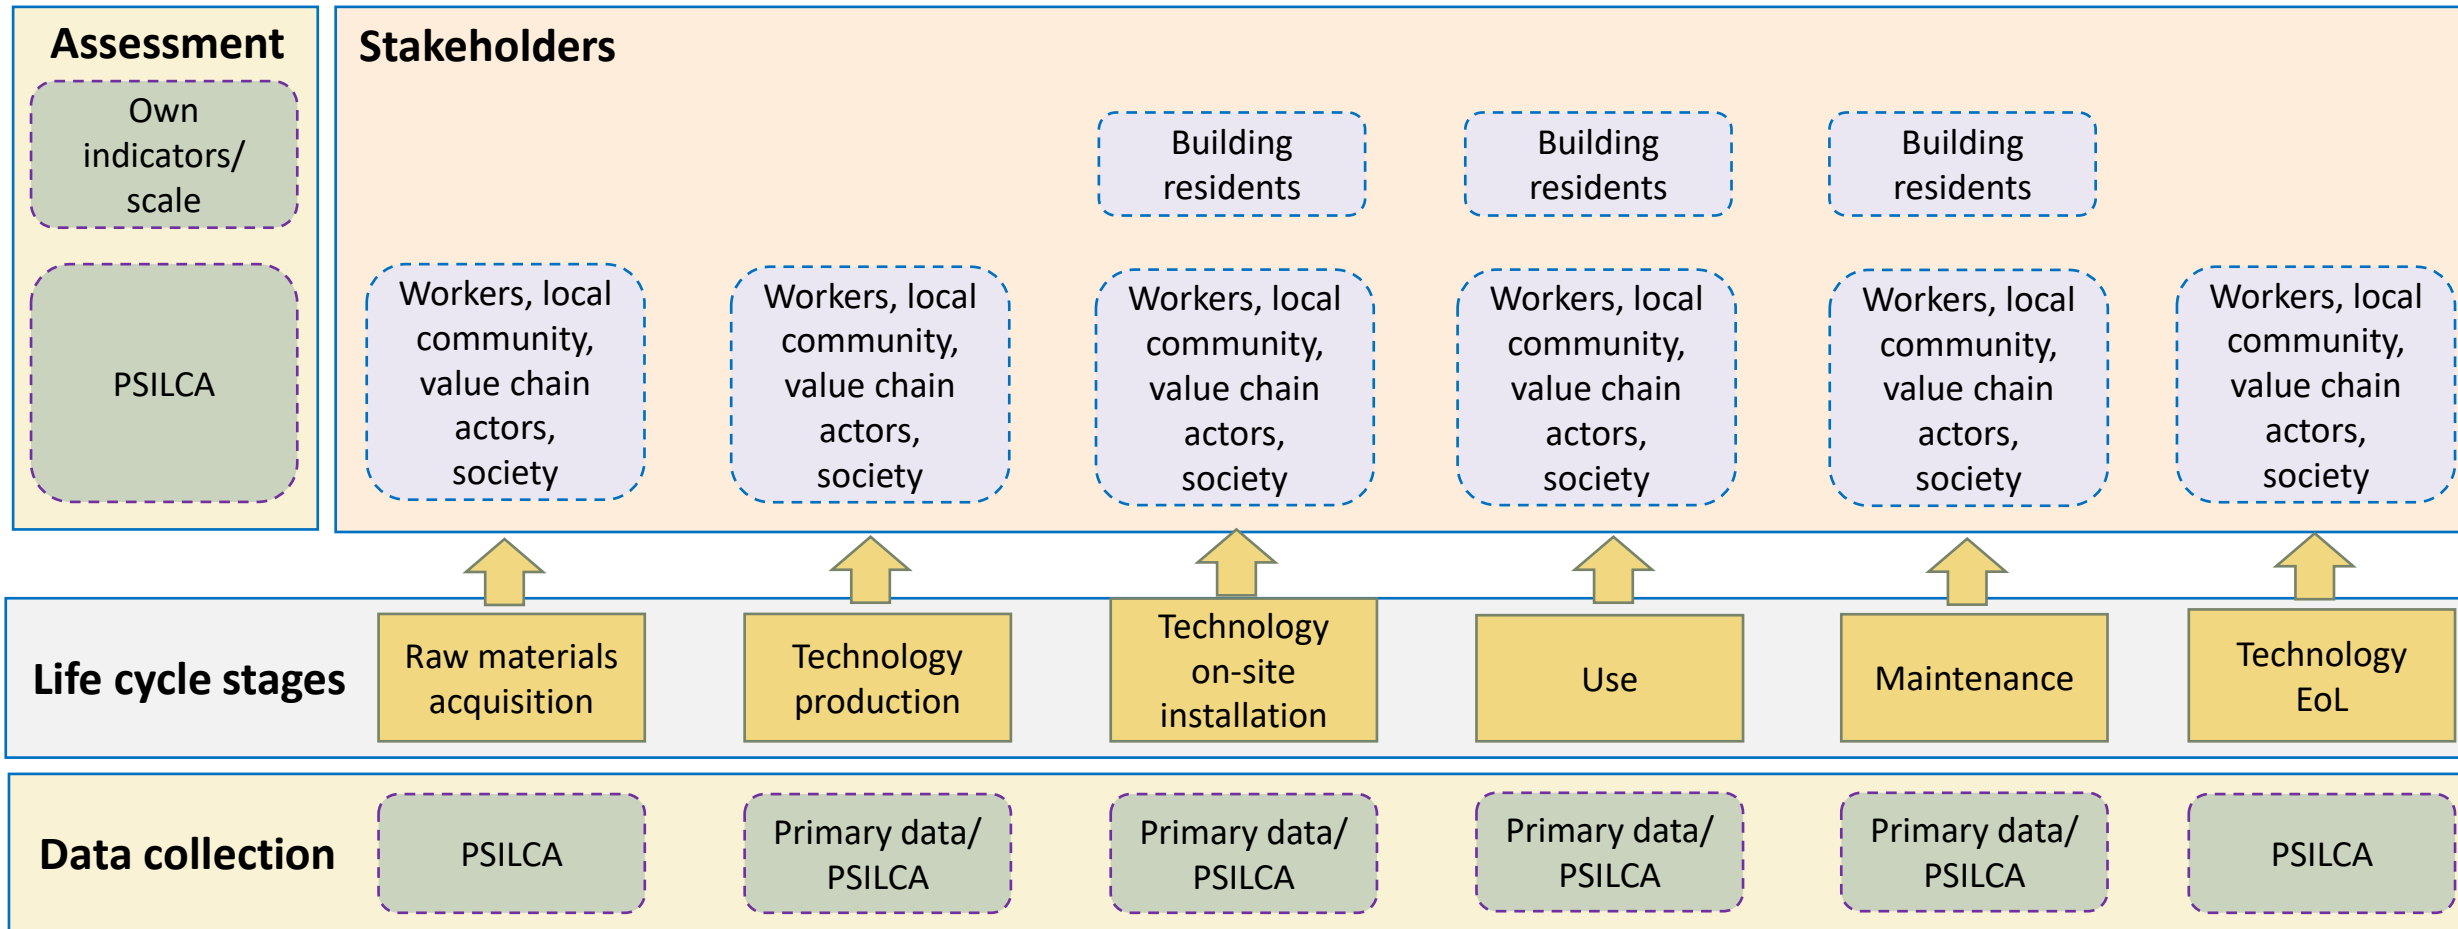 Assessment
Own
indicators/
scale
PSILCA
Stakeholders
Building
residents
Building
residents
Building
residents
Workers, local
community,
value chain
actors,
society
Workers, local
community,
value chain
actors,
society
Workers, local
community,
value chain
actors,
society
Workers, local
community,
value chain
actors,
society
Workers, local
community,
value chain
actors,
society
Workers, local
community,
value chain
actors,
society
Life cycle stages
Raw materials
acquisition
Technology
production
Technology
on-site
installation
Use
Maintenance
Technology
EoL
Data collection
PSILCA
Primary data/
PSILCA
Primary data/
PSILCA
Primary data/
PSILCA
Primary data/
PSILCA
PSILCA